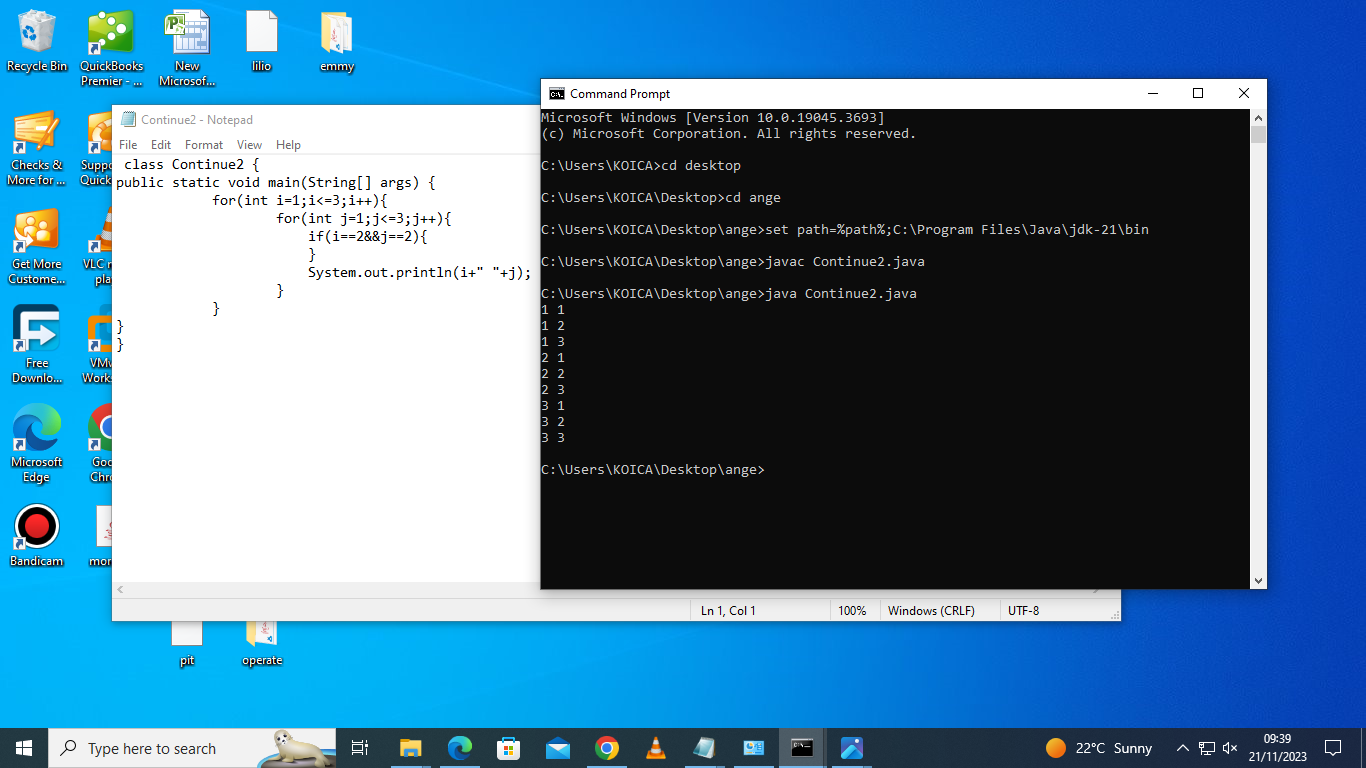 Recycle Bin
QuickBooks
Premier - ...
New
Microsof...
lilio
emmy
Checks &
More for ...
Suppo
Quick
Get More
Custome...
VLC m
pla
Free
Downlo...
VMw
Works
Microsoft
Edge
Goo
Chro
Bandicam
mor
pit
operate
Continue2 - Notepad
File Edit Format View Help
class Continue2 {
public static void main(String[] args) {
for(int i=1;i<=3;i++){
for(int j=1;j<=3;j++){
if(i==2&&j==2){
}
System.out.println(i+" "+j);
}
}
}
}
Ln 1, Col 1 100% Windows (CRLF) UTF-8
Command Prompt
Microsoft Windows [Version 10.0.19045.3693]
(c) Microsoft Corporation. All rights reserved.
C:\Users\KOICA>cd desktop
C:\Users\KOICA\Desktop>cd ange
C:\Users\KOICA\Desktop\ange>set path=%path%;C:\Program Files\Java\jdk-21\bin
C:\Users\KOICA\Desktop\ange>javac Continue2.java
C:\Users\KOICA\Desktop\ange>java Continue2.java
1 1
1 2
1 3
2 1
2 2
2 3
3 1
3 2
3 3
C:\Users\KOICA\Desktop\ange>
Type here to search
22°C Sunny
09:39
21/11/2023